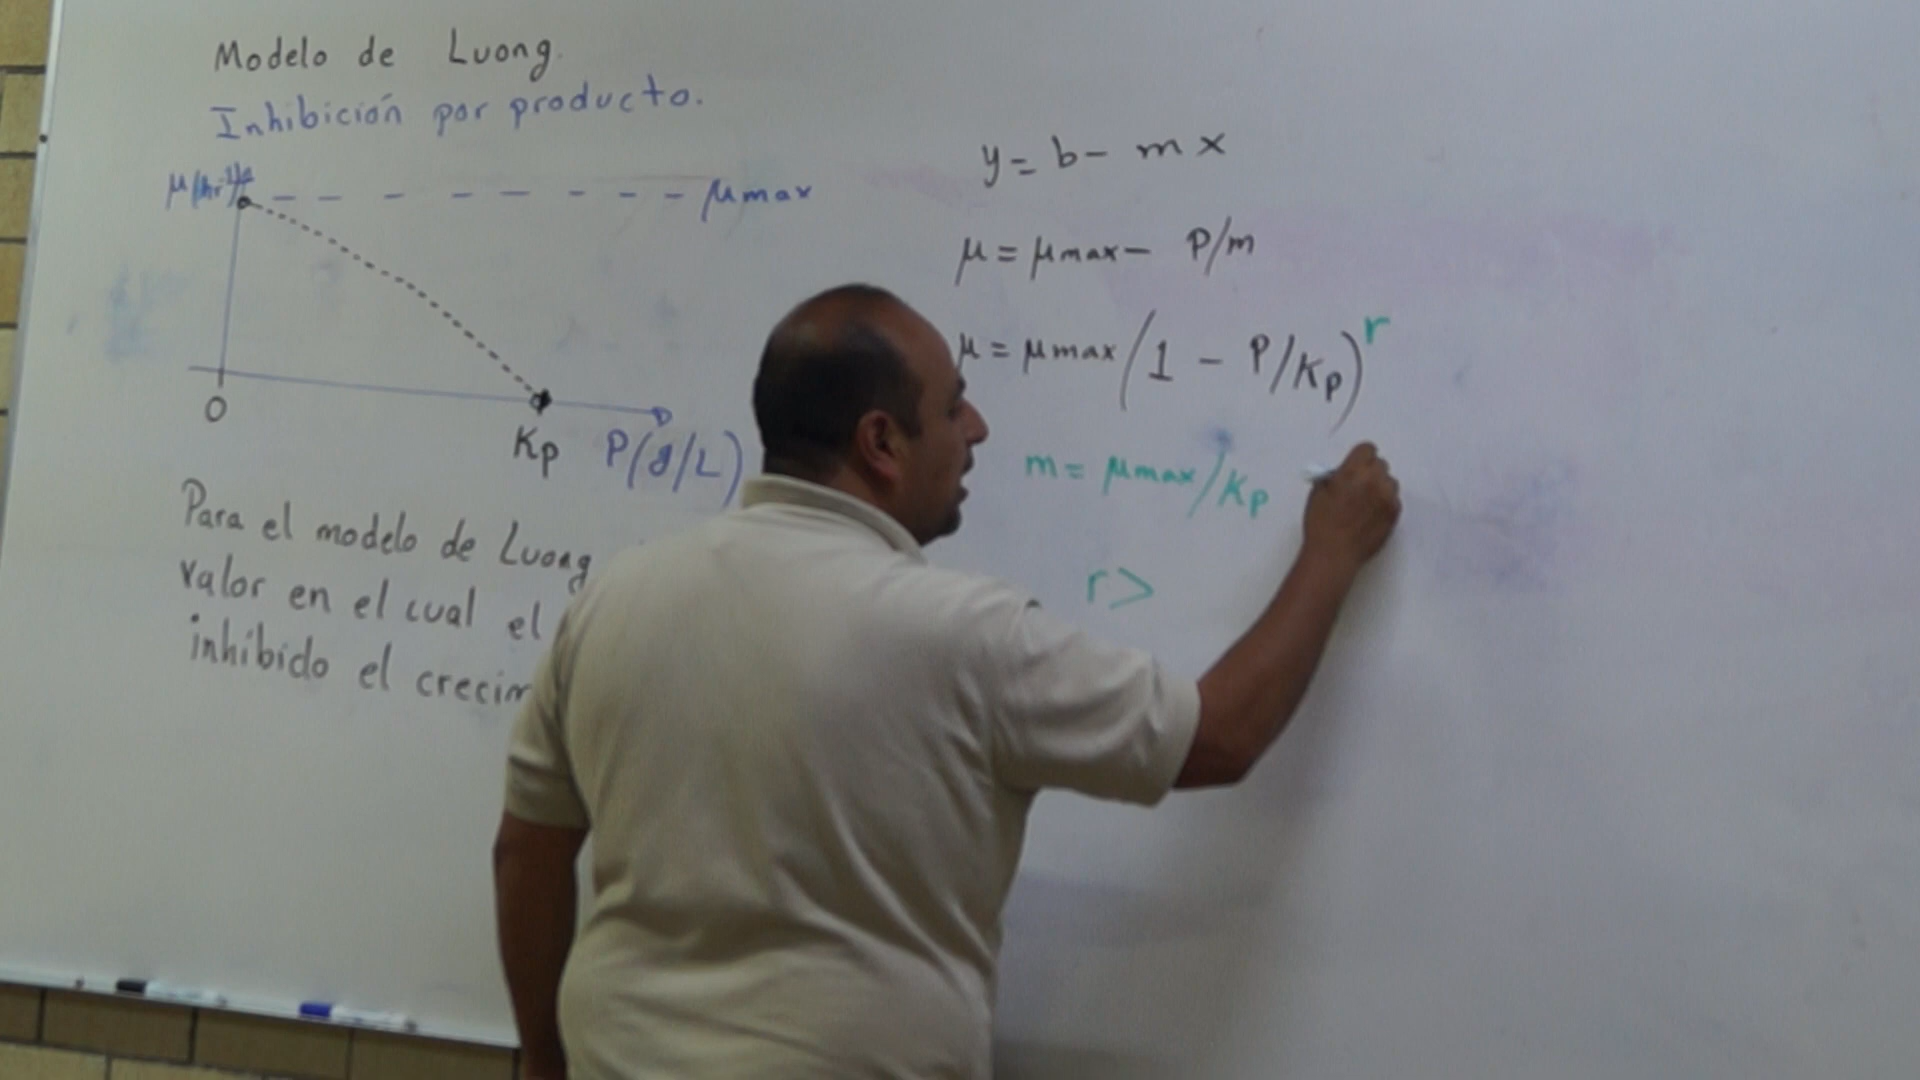 Modelo de Luong.
Inhibición por producto.
μmax
0
Kp P(g/L)
Para el modelo de Luong
valor en el cual el
inhibido el crecim
y = b - mx
μ = μmax - P/m
μ = μmax (1 - P/Kp)^r
m = μmax/Kp
r>